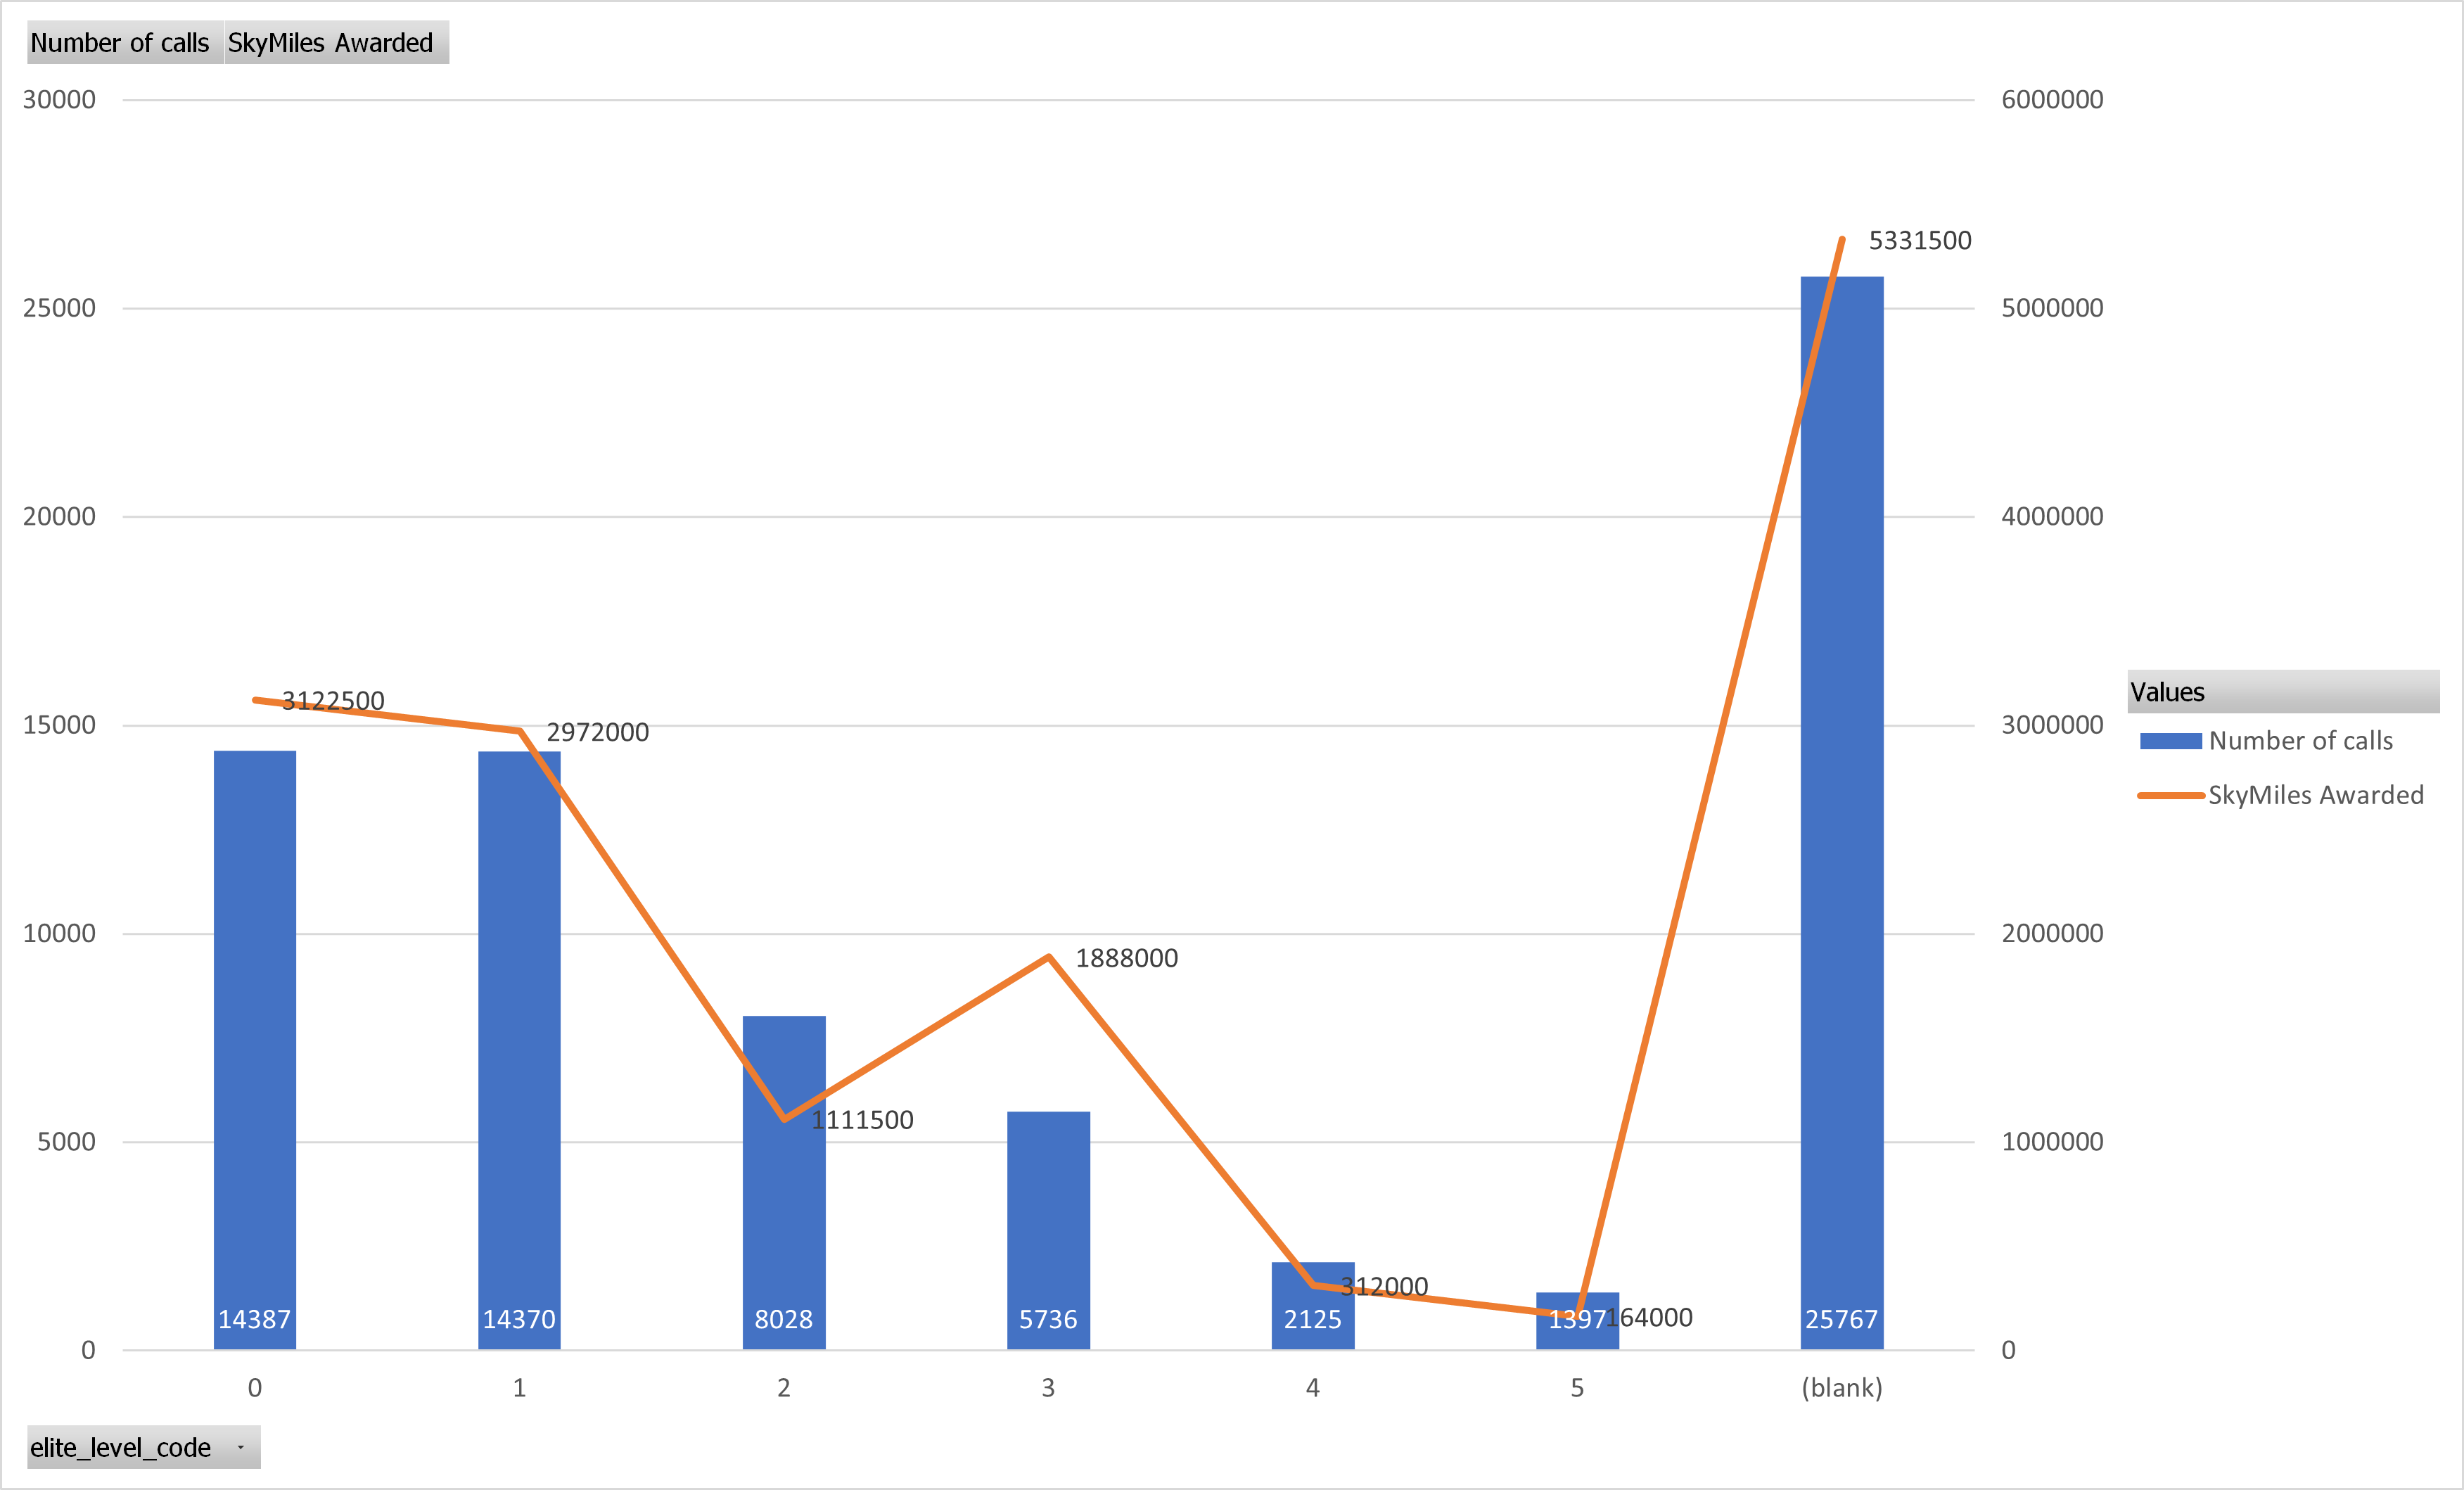 Number of calls SkyMiles Awarded
30000 6000000
5331500
25000 5000000
20000 4000000
Values
3122500
15000 2972000 3000000
Number of calls
SkyMiles Awarded
10000 2000000
1888000
1111500
5000 1000000
312000
14387 14370 8028 5736 2125 1397 164000 25767
0 0
0 1 2 3 4 5 (blank)
elite_level_code